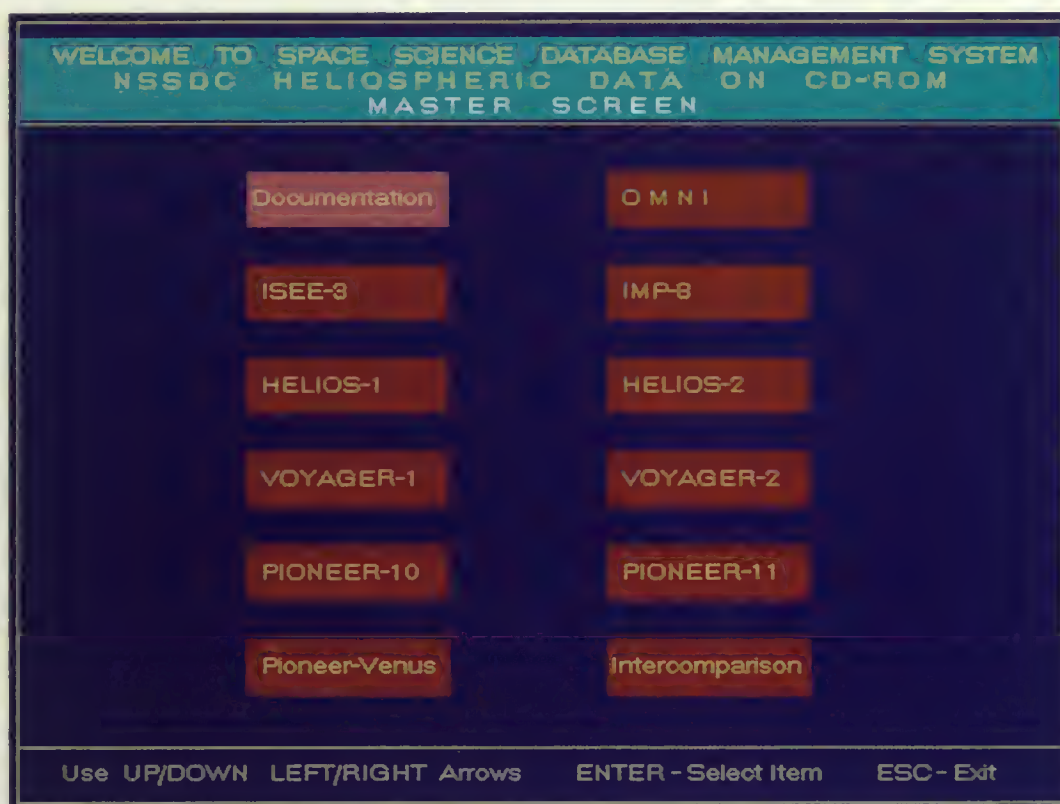 WELCOME TO SPACE SCIENCE DATABASE MANAGEMENT SYSTEM
NSSDC HELIOSPHERIC DATA ON CD-ROM
MASTER SCREEN
Documentation OMNI
ISEE-3 IMP-8
HELIOS-1 HELIOS-2
VOYAGER-1 VOYAGER-2
PIONEER-10 PIONEER-11
Pioneer-Venus Intercomparison
Use UP/DOWN LEFT/RIGHT Arrows ENTER - Select Item ESC - Exit